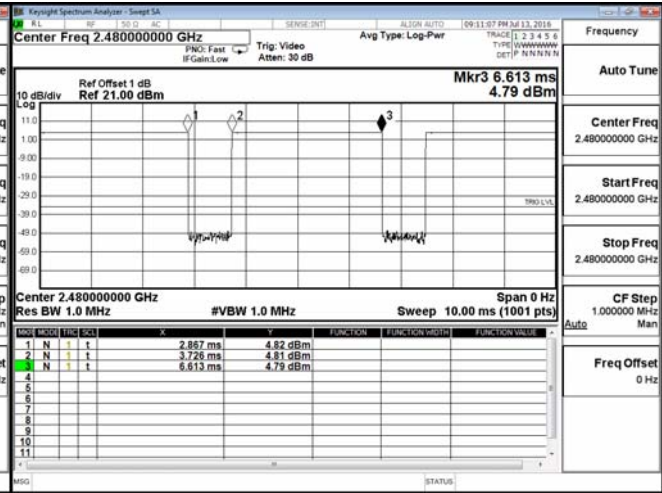 Keysight Spectrum Analyzer - Swept SA
RL RF 50 Ω AC SENSE:INT ALIGN AUTO 09:11:07 PM Jul 13, 2016
Center Freq 2.480000000 GHz
PNO: Fast
IFGain:Low
Trig: Video
Atten: 30 dB
Avg Type: Log-Pwr
TRACE 1 2 3 4 5 6
TYPE WWWWWW
DET P NNNNN
Ref Offset 1 dB
10 dB/div Ref 21.00 dBm
Mkr3 6.613 ms
4.79 dBm
Log
11.0
1.00
-9.00
-19.0
-29.0
-39.0
-49.0
-59.0
-69.0
1
2
3
TRIG LVL
Center 2.480000000 GHz Span 0 Hz
Res BW 1.0 MHz #VBW 1.0 MHz Sweep 10.00 ms (1001 pts)
MKR MODE TRC SCL X Y FUNCTION FUNCTION WIDTH FUNCTION VALUE
1 N 1 t 2.867 ms 4.82 dBm
2 N 1 t 3.726 ms 4.81 dBm
3 N 1 t 6.613 ms 4.79 dBm
4
5
6
7
8
9
10
11
MSG STATUS
Frequency
Auto Tune
Center Freq
2.480000000 GHz
Start Freq
2.480000000 GHz
Stop Freq
2.480000000 GHz
CF Step
1.000000 MHz
Auto Man
Freq Offset
0 Hz